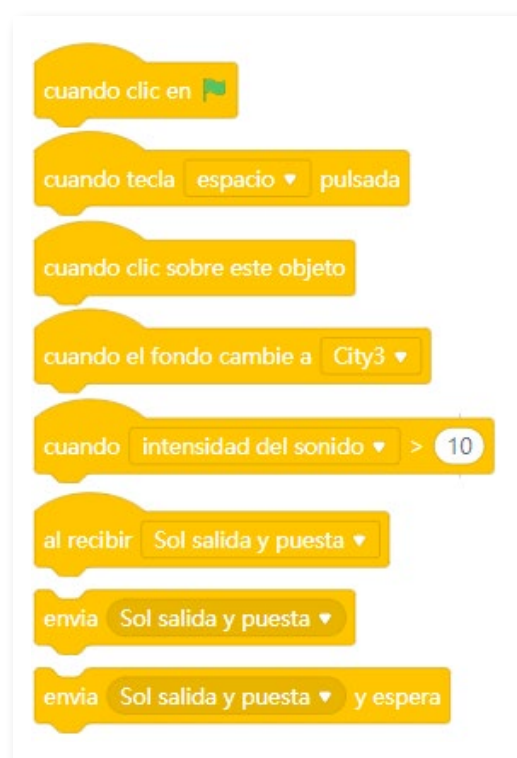 cuando clic en
cuando tecla espacio pulsada
cuando clic sobre este objeto
cuando el fondo cambie a City3
cuando intensidad del sonido > 10
al recibir Sol salida y puesta
envia Sol salida y puesta
envia Sol salida y puesta y espera